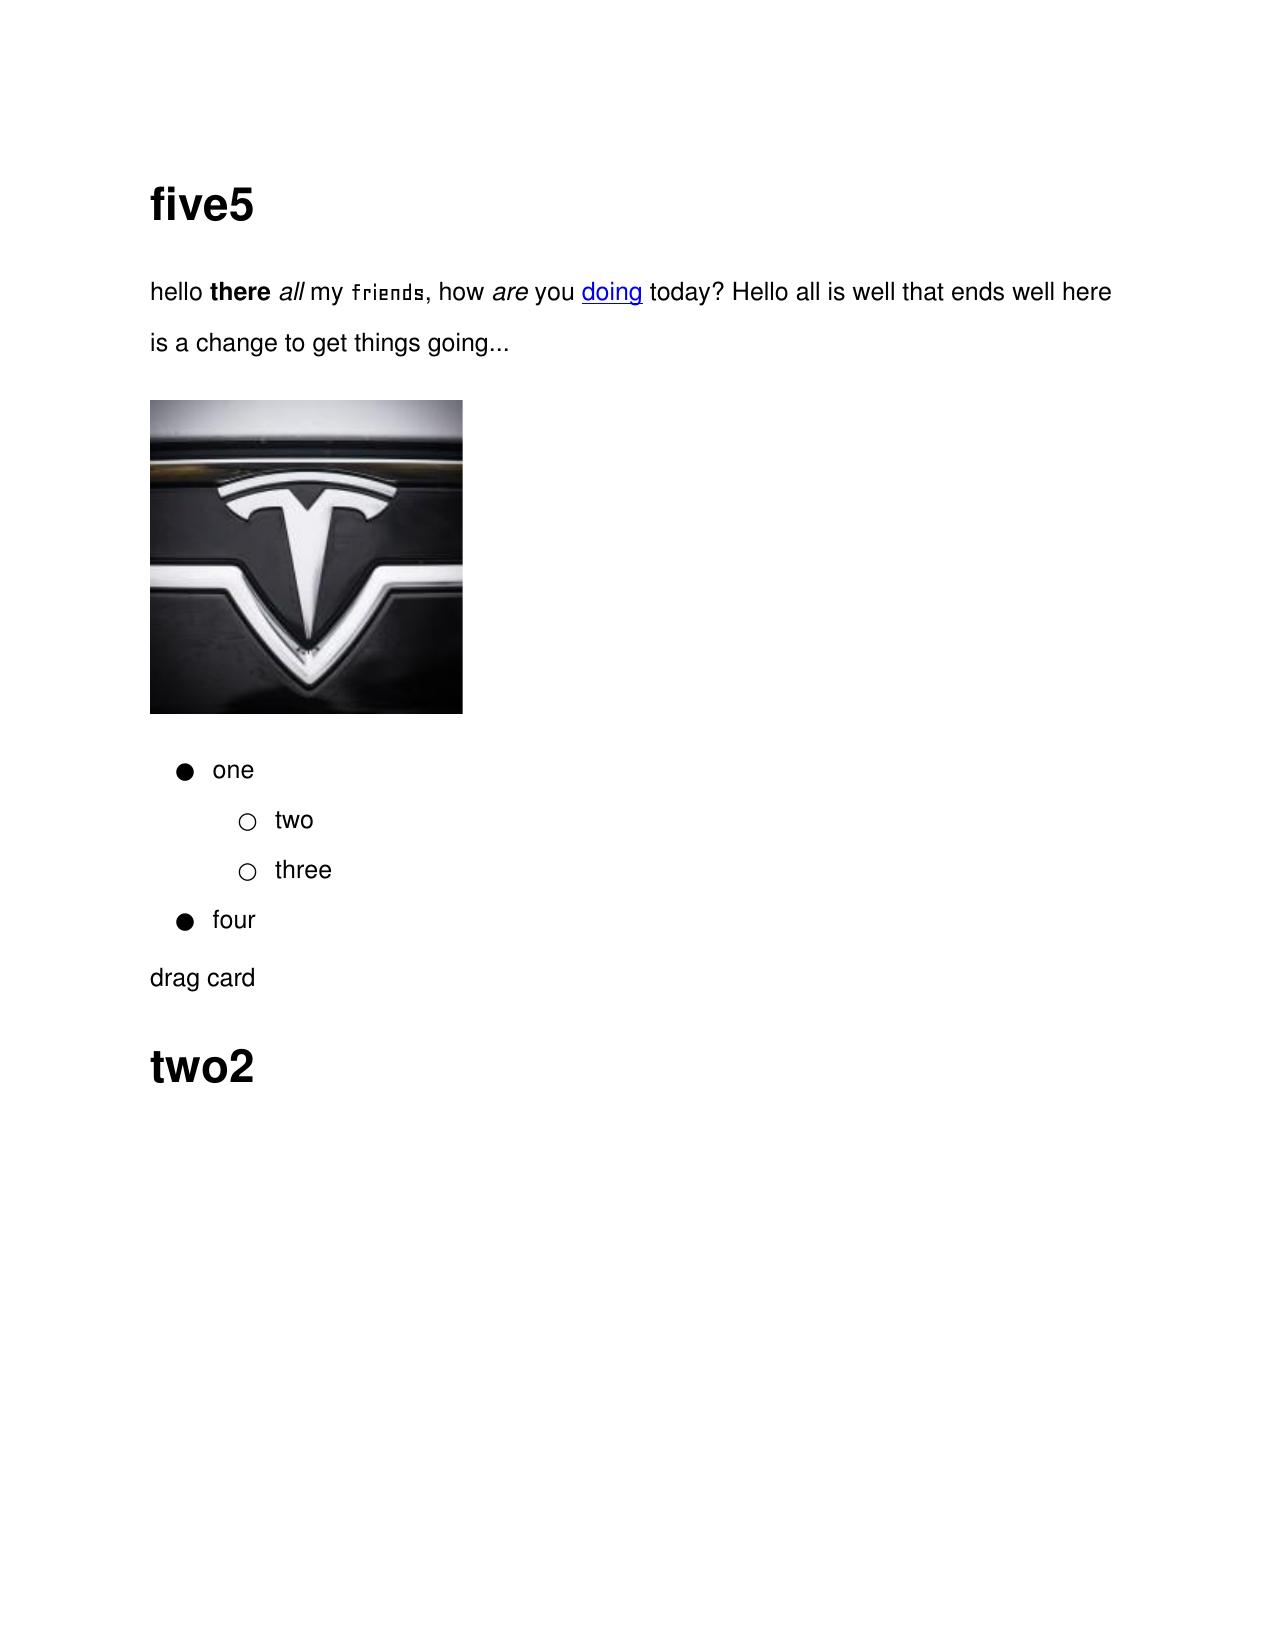 five5
hello there all my friends, how are you doing today? Hello all is well that ends well here
is a change to get things going...
one
two
three
four
drag card
two2